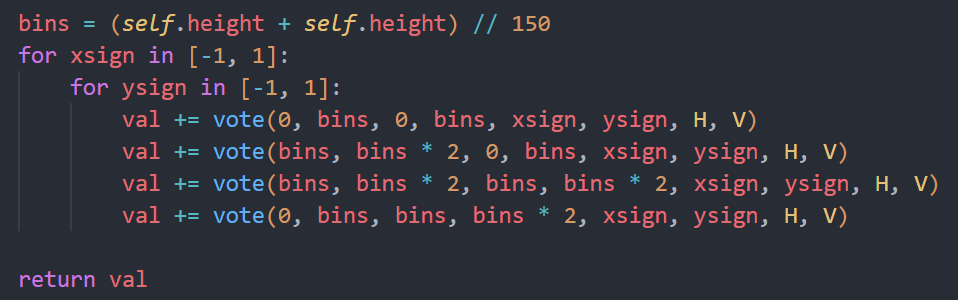 bins = (self.height + self.height) // 150
for xsign in [-1, 1]:
    for ysign in [-1, 1]:
        val += vote(0, bins, 0, bins, xsign, ysign, H, V)
        val += vote(bins, bins * 2, 0, bins, xsign, ysign, H, V)
        val += vote(bins, bins * 2, bins, bins * 2, xsign, ysign, H, V)
        val += vote(0, bins, bins, bins * 2, xsign, ysign, H, V)

return val